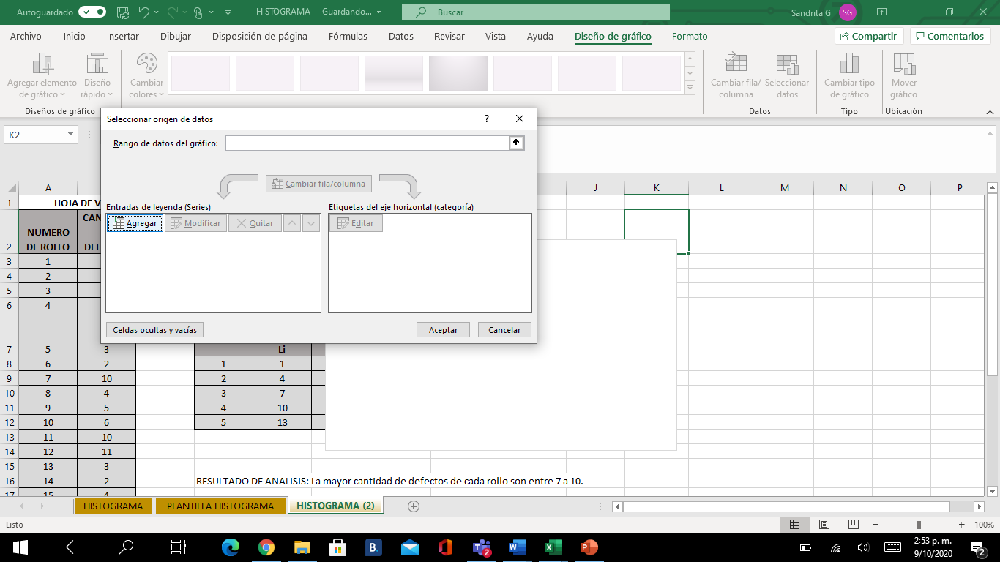 Autoguardado
HISTOGRAMA - Guardando...
Buscar
Sandrita G
SG
Archivo Inicio Insertar Dibujar Disposición de página Fórmulas Datos Revisar Vista Ayuda Diseño de gráfico Formato
Compartir
Comentarios
Agregar elemento de gráfico
Diseño rápido
Cambiar colores
Cambiar fila/ columna
Seleccionar datos
Cambiar tipo de gráfico
Mover gráfico
Diseños de gráfico
Datos
Tipo
Ubicación
Seleccionar origen de datos
?
K2
Rango de datos del gráfico:
Cambiar fila/columna
Entradas de leyenda (Series)
Etiquetas del eje horizontal (categoría)
Agregar
Modificar
Quitar
Editar
Celdas ocultas y vacías
Aceptar
Cancelar
A J K L M N O P
1 HOJA DE V
CAN
NUMERO
2 DE ROLLO DEF
3 1
4 2
5 3
6 4
7 5 3 Li
8 6 2 1 1
9 7 10 2 4
10 8 4 3 7
11 9 5 4 10
12 10 6 5 13
13 11 10
14 12 11
15 13 3
16 14 2 RESULTADO DE ANALISIS: La mayor cantidad de defectos de cada rollo son entre 7 a 10.
17 15 4
HISTOGRAMA
PLANTILLA HISTOGRAMA
HISTOGRAMA (2)
Listo
100%
B.
2
2:53 p. m.
9/10/2020
2